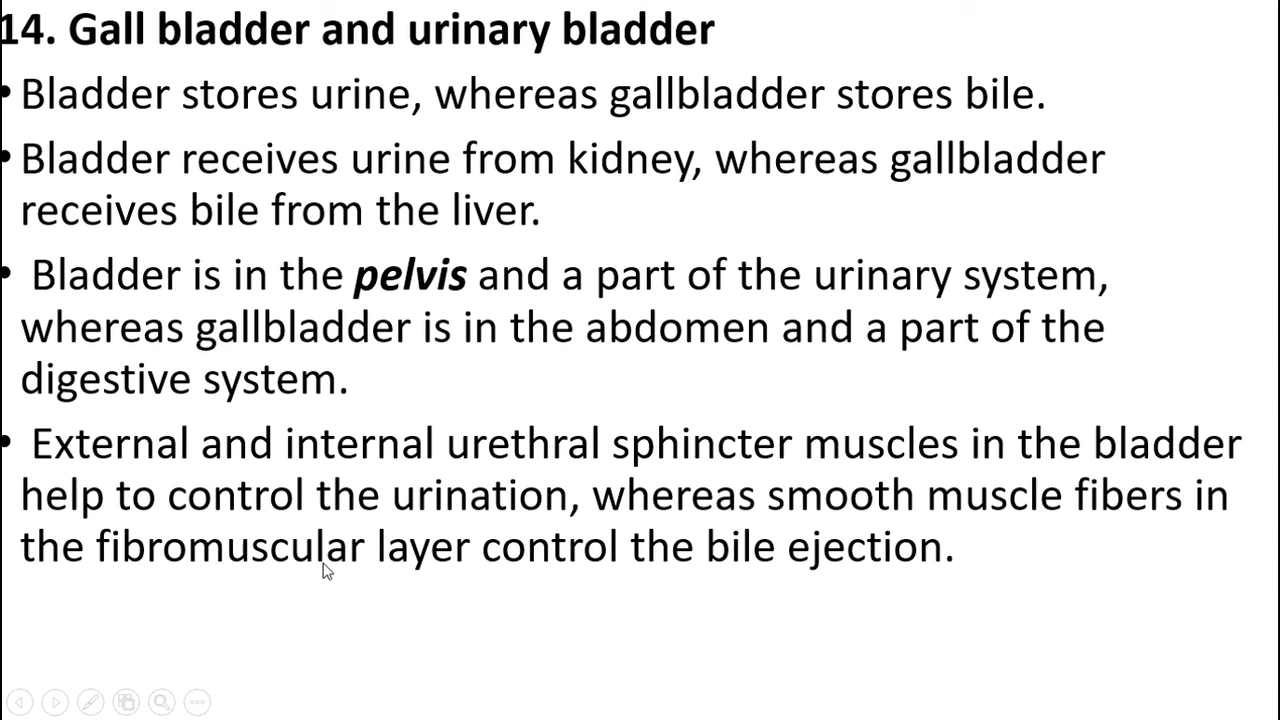 14. Gall bladder and urinary bladder
• Bladder stores urine, whereas gallbladder stores bile.
• Bladder receives urine from kidney, whereas gallbladder
receives bile from the liver.
• Bladder is in the pelvis and a part of the urinary system,
whereas gallbladder is in the abdomen and a part of the
digestive system.
• External and internal urethral sphincter muscles in the bladder
help to control the urination, whereas smooth muscle fibers in
the fibromuscular layer control the bile ejection.